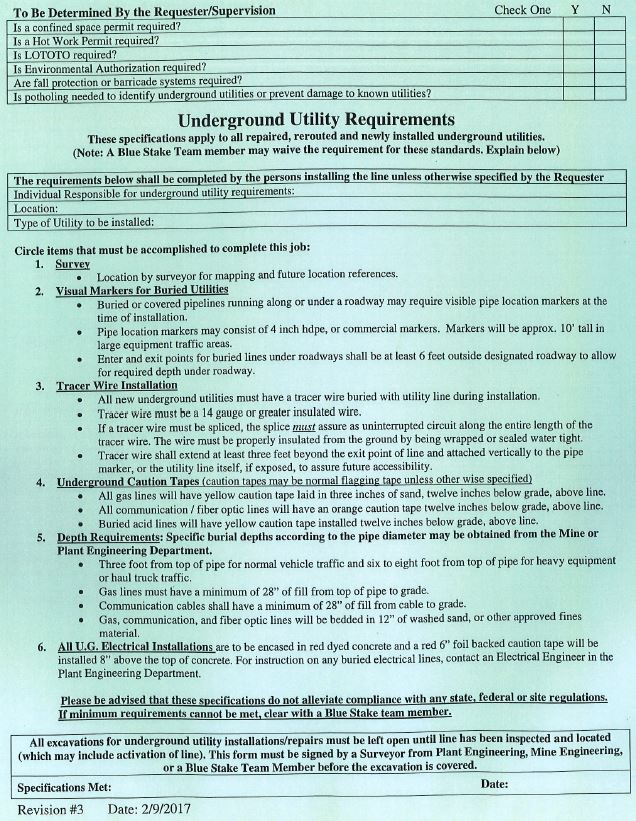 To Be Determined By the Requester/Supervision Check One Y N
Is a confined space permit required?
Is a Hot Work Permit required?
Is LOTOTO required?
Is Environmental Authorization required?
Are fall protection or barricade systems required?
Is potholing needed to identify underground utilities or prevent damage to known utilities?
Underground Utility Requirements
These specifications apply to all repaired, rerouted and newly installed underground utilities.
(Note: A Blue Stake Team member may waive the requirement for these standards. Explain below)
The requirements below shall be completed by the persons installing the line unless otherwise specified by the Requester
Individual Responsible for underground utility requirements:
Location:
Type of Utility to be installed:
Circle items that must be accomplished to complete this job:
1. Survey
• Location by surveyor for mapping and future location references.
2. Visual Markers for Buried Utilities
• Buried or covered pipelines running along or under a roadway may require visible pipe location markers at the
time of installation.
• Pipe location markers may consist of 4 inch hdpe, or commercial markers. Markers will be approx. 10' tall in
large equipment traffic areas.
• Enter and exit points for buried lines under roadways shall be at least 6 feet outside designated roadway to allow
for required depth under roadway.
3. Tracer Wire Installation
• All new underground utilities must have a tracer wire buried with utility line during installation.
• Tracer wire must be a 14 gauge or greater insulated wire.
• If a tracer wire must be spliced, the splice must assure as uninterrupted circuit along the entire length of the
tracer wire. The wire must be properly insulated from the ground by being wrapped or sealed water tight.
• Tracer wire shall extend at least three feet beyond the exit point of line and attached vertically to the pipe
marker, or the utility line itself, if exposed, to assure future accessibility.
4. Underground Caution Tapes (caution tapes may be normal flagging tape unless other wise specified)
• All gas lines will have yellow caution tape laid in three inches of sand, twelve inches below grade, above line.
• All communication / fiber optic lines will have an orange caution tape twelve inches below grade, above line.
• Buried acid lines will have yellow caution tape installed twelve inches below grade, above line.
5. Depth Requirements: Specific burial depths according to the pipe diameter may be obtained from the Mine or
Plant Engineering Department.
• Three foot from top of pipe for normal vehicle traffic and six to eight foot from top of pipe for heavy equipment
or haul truck traffic.
• Gas lines must have a minimum of 28" of fill from top of pipe to grade.
• Communication cables shall have a minimum of 28" of fill from cable to grade.
• Gas, communication, and fiber optic lines will be bedded in 12" of washed sand, or other approved fines
material.
6. All U.G. Electrical Installations are to be encased in red dyed concrete and a red 6" foil backed caution tape will be
installed 8" above the top of concrete. For instruction on any buried electrical lines, contact an Electrical Engineer in the
Plant Engineering Department.
Please be advised that these specifications do not alleviate compliance with any state, federal or site regulations.
If minimum requirements cannot be met, clear with a Blue Stake team member.
All excavations for underground utility installations/repairs must be left open until line has been inspected and located
(which may include activation of line). This form must be signed by a Surveyor from Plant Engineering, Mine Engineering,
or a Blue Stake Team Member before the excavation is covered.
Specifications Met: Date:
Revision #3 Date: 2/9/2017